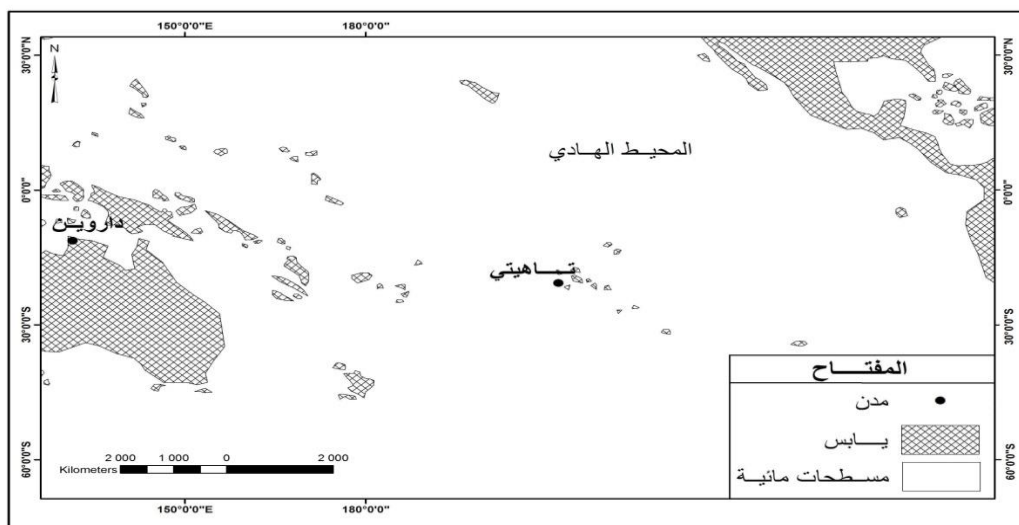 150°0'0"E 180°0'0"
30°0'0"N 30°0'0"N
N
المحيط الهادي
0°0'0" 0°0'0"
داروين
تاهيتي
30°0'0"S 30°0'0"S
المفتاح
مدن
يابس
مسطحات مائية
60°0'0"S 60°0'0"S
2 000 1 000 0 2 000
Kilometers
150°0'0"E 180°0'0"